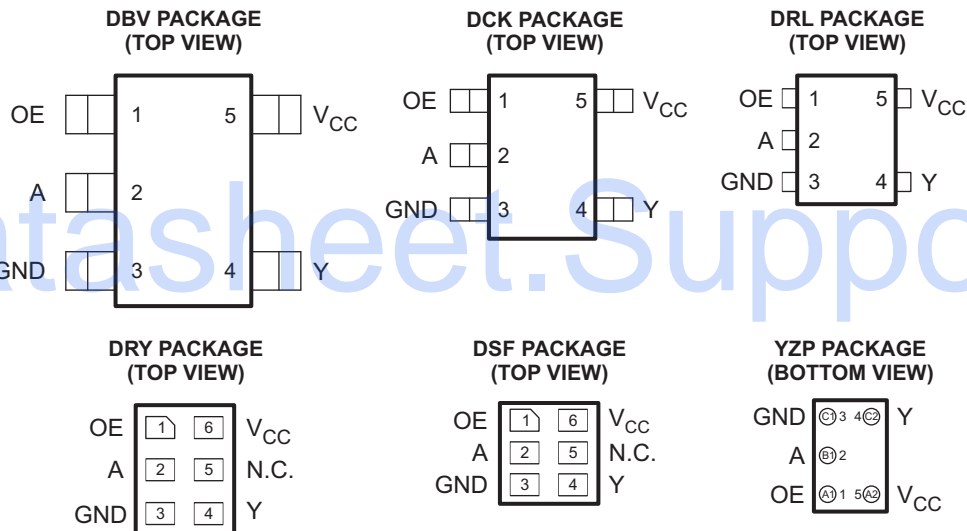 DBV PACKAGE
(TOP VIEW)
OE 1 5 VCC
A 2
GND 3 4 Y
DCK PACKAGE
(TOP VIEW)
OE 1 5 VCC
A 2
GND 3 4 Y
DRL PACKAGE
(TOP VIEW)
OE 1 5 VCC
A 2
GND 3 4 Y
atasheet.Suppo
DRY PACKAGE
(TOP VIEW)
OE 1 6 VCC
A 2 5 N.C.
GND 3 4 Y
DSF PACKAGE
(TOP VIEW)
OE 1 6 VCC
A 2 5 N.C.
GND 3 4 Y
YZP PACKAGE
(BOTTOM VIEW)
GND C1 3 4 C2 Y
A B1 2
OE A1 1 5 A2 VCC